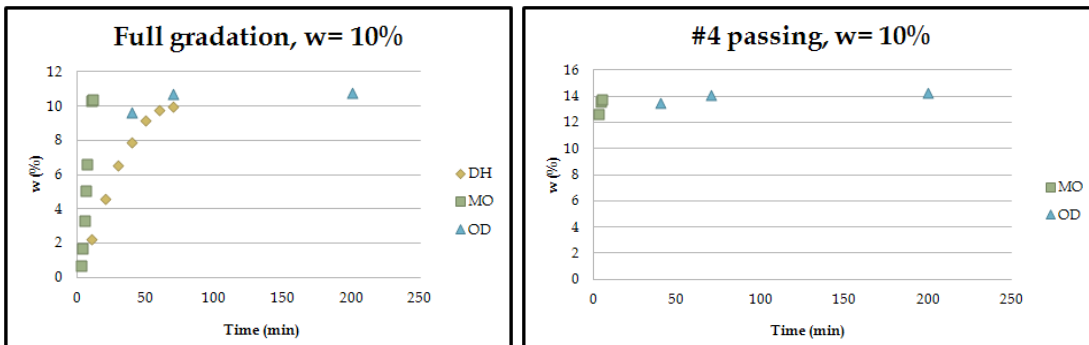 Full gradation, w= 10%
12
10
8
6
4
2
0
w (%)
0 50 100 150 200 250
Time (min)
DH
MO
OD
#4 passing, w= 10%
16
14
12
10
8
6
4
2
0
w (%)
0 50 100 150 200 250
Time (min)
MO
OD